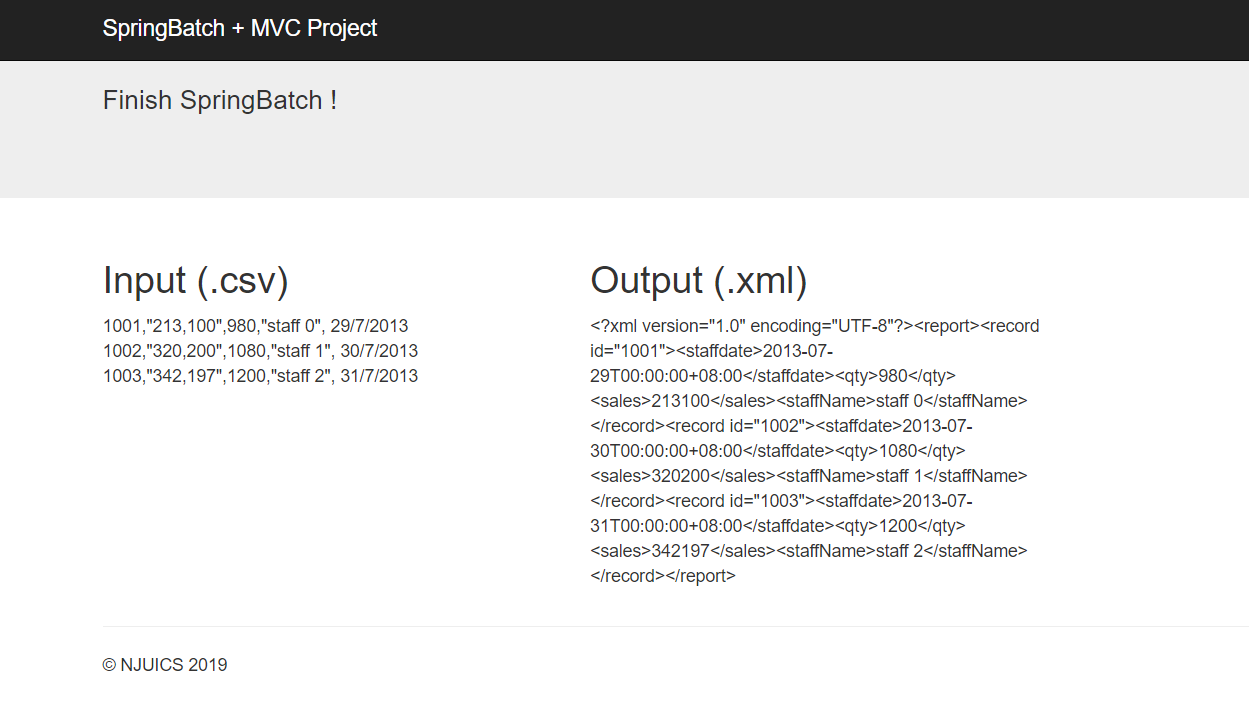 SpringBatch + MVC Project
Finish SpringBatch !
Input (.csv)
1001,"213,100",980,"staff 0", 29/7/2013
1002,"320,200",1080,"staff 1", 30/7/2013
1003,"342,197",1200,"staff 2", 31/7/2013
Output (.xml)
<?xml version="1.0" encoding="UTF-8"?><report><record
id="1001"><staffdate>2013-07-
29T00:00:00+08:00</staffdate><qty>980</qty>
<sales>213100</sales><staffName>staff 0</staffName>
</record><record id="1002"><staffdate>2013-07-
30T00:00:00+08:00</staffdate><qty>1080</qty>
<sales>320200</sales><staffName>staff 1</staffName>
</record><record id="1003"><staffdate>2013-07-
31T00:00:00+08:00</staffdate><qty>1200</qty>
<sales>342197</sales><staffName>staff 2</staffName>
</record></report>
© NJUICS 2019